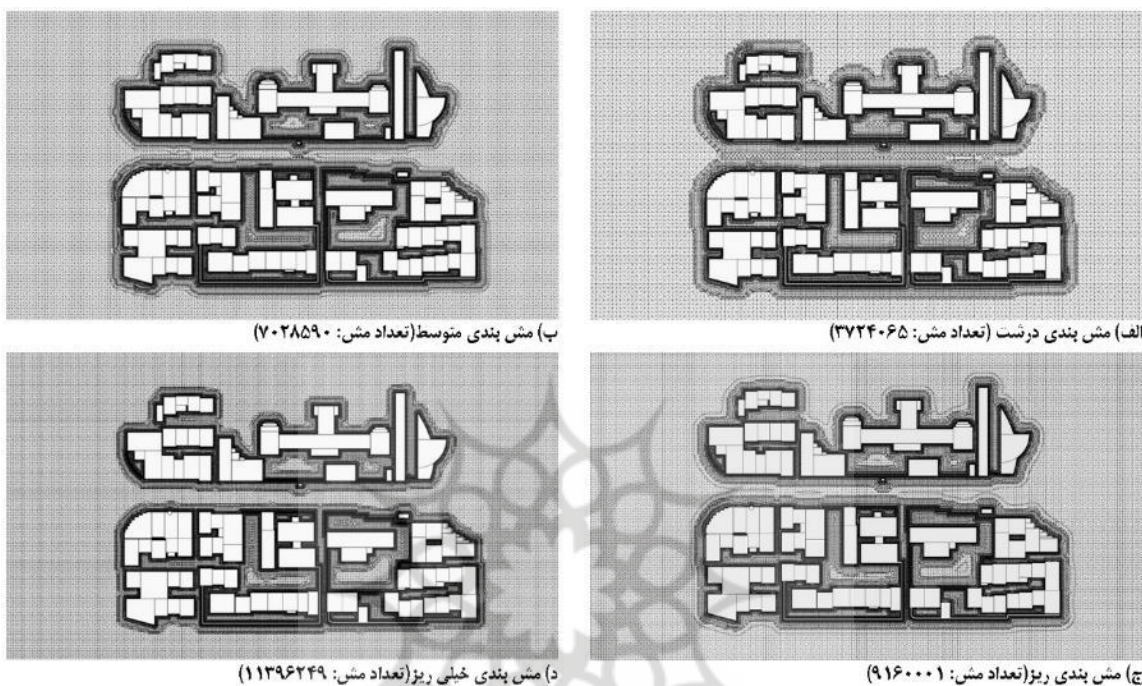 الف) مش بندی درشت (تعداد مش: ۳۷۲۴۰۶۵)
ب) مش بندی متوسط(تعداد مش: ۷۰۲۸۵۹۰)
ج) مش بندی ریز(تعداد مش: ۹۱۶۰۰۰۱)
د) مش بندی خیلی ریز(تعداد مش: ۱۱۳۹۶۲۴۹)